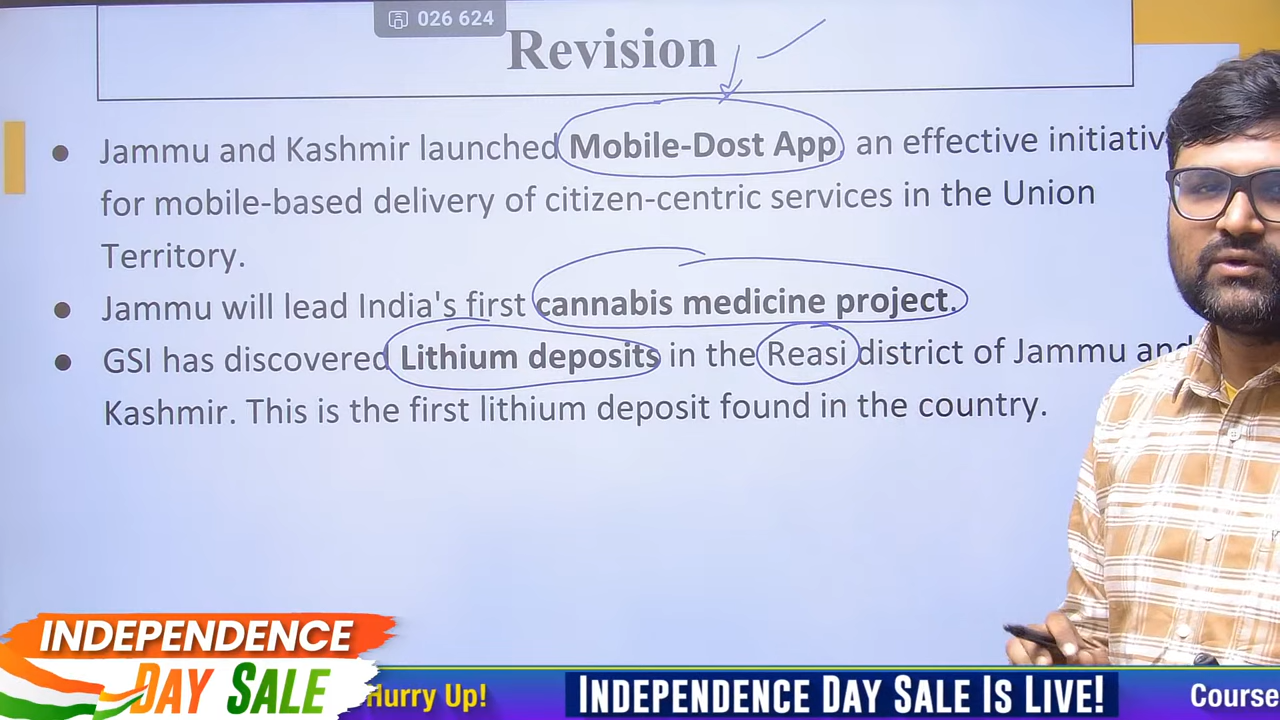 026 624
Revision
Jammu and Kashmir launched Mobile-Dost App, an effective initiativ
for mobile-based delivery of citizen-centric services in the Union
Territory.
Jammu will lead India's first cannabis medicine project.
GSI has discovered Lithium deposits in the Reasi district of Jammu and
Kashmir. This is the first lithium deposit found in the country.
INDEPENDENCE
DAY SALE
Hurry Up!
INDEPENDENCE DAY SALE IS LIVE!
Course